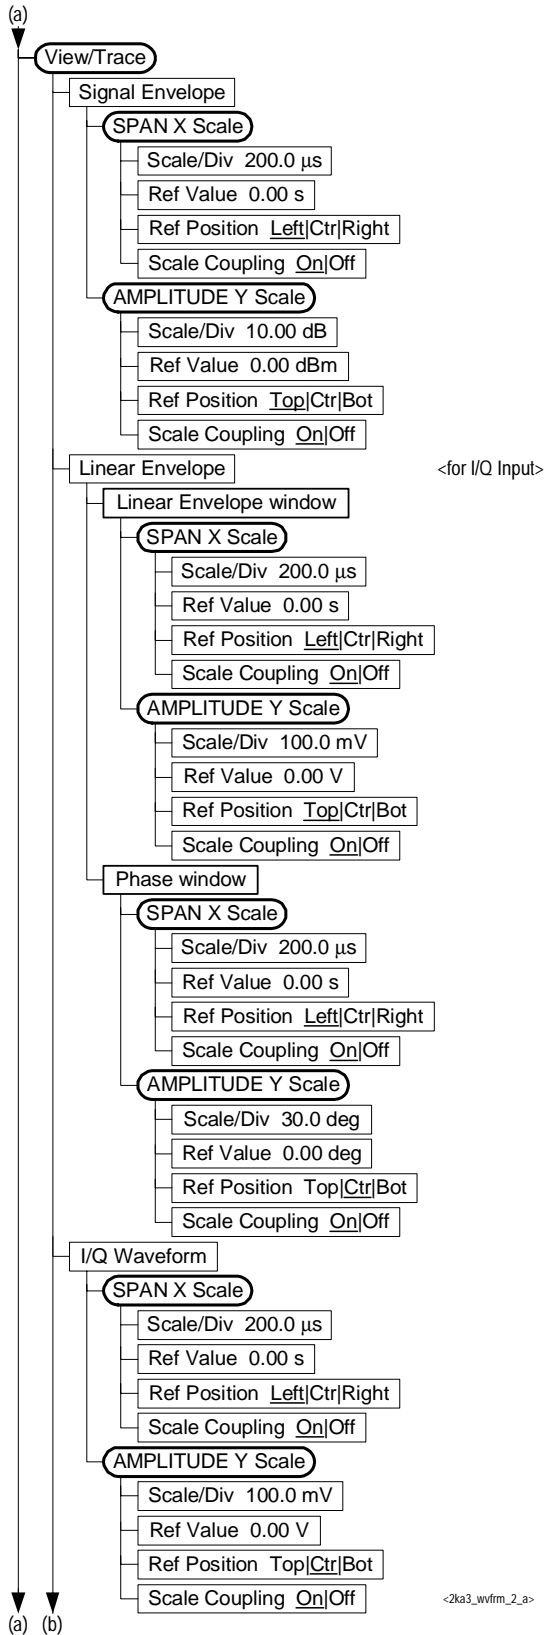 (a)
View/Trace
Signal Envelope
SPAN X Scale
Scale/Div 200.0 μs
Ref Value 0.00 s
Ref Position Left|Ctr|Right
Scale Coupling On|Off
AMPLITUDE Y Scale
Scale/Div 10.00 dB
Ref Value 0.00 dBm
Ref Position Top|Ctr|Bot
Scale Coupling On|Off
Linear Envelope <for I/Q Input>
Linear Envelope window
SPAN X Scale
Scale/Div 200.0 μs
Ref Value 0.00 s
Ref Position Left|Ctr|Right
Scale Coupling On|Off
AMPLITUDE Y Scale
Scale/Div 100.0 mV
Ref Value 0.00 V
Ref Position Top|Ctr|Bot
Scale Coupling On|Off
Phase window
SPAN X Scale
Scale/Div 200.0 μs
Ref Value 0.00 s
Ref Position Left|Ctr|Right
Scale Coupling On|Off
AMPLITUDE Y Scale
Scale/Div 30.0 deg
Ref Value 0.00 deg
Ref Position Top|Ctr|Bot
Scale Coupling On|Off
I/Q Waveform
SPAN X Scale
Scale/Div 200.0 μs
Ref Value 0.00 s
Ref Position Left|Ctr|Right
Scale Coupling On|Off
AMPLITUDE Y Scale
Scale/Div 100.0 mV
Ref Value 0.00 V
Ref Position Top|Ctr|Bot
Scale Coupling On|Off <2ka3_wvfrm_2_a>
(a) (b)